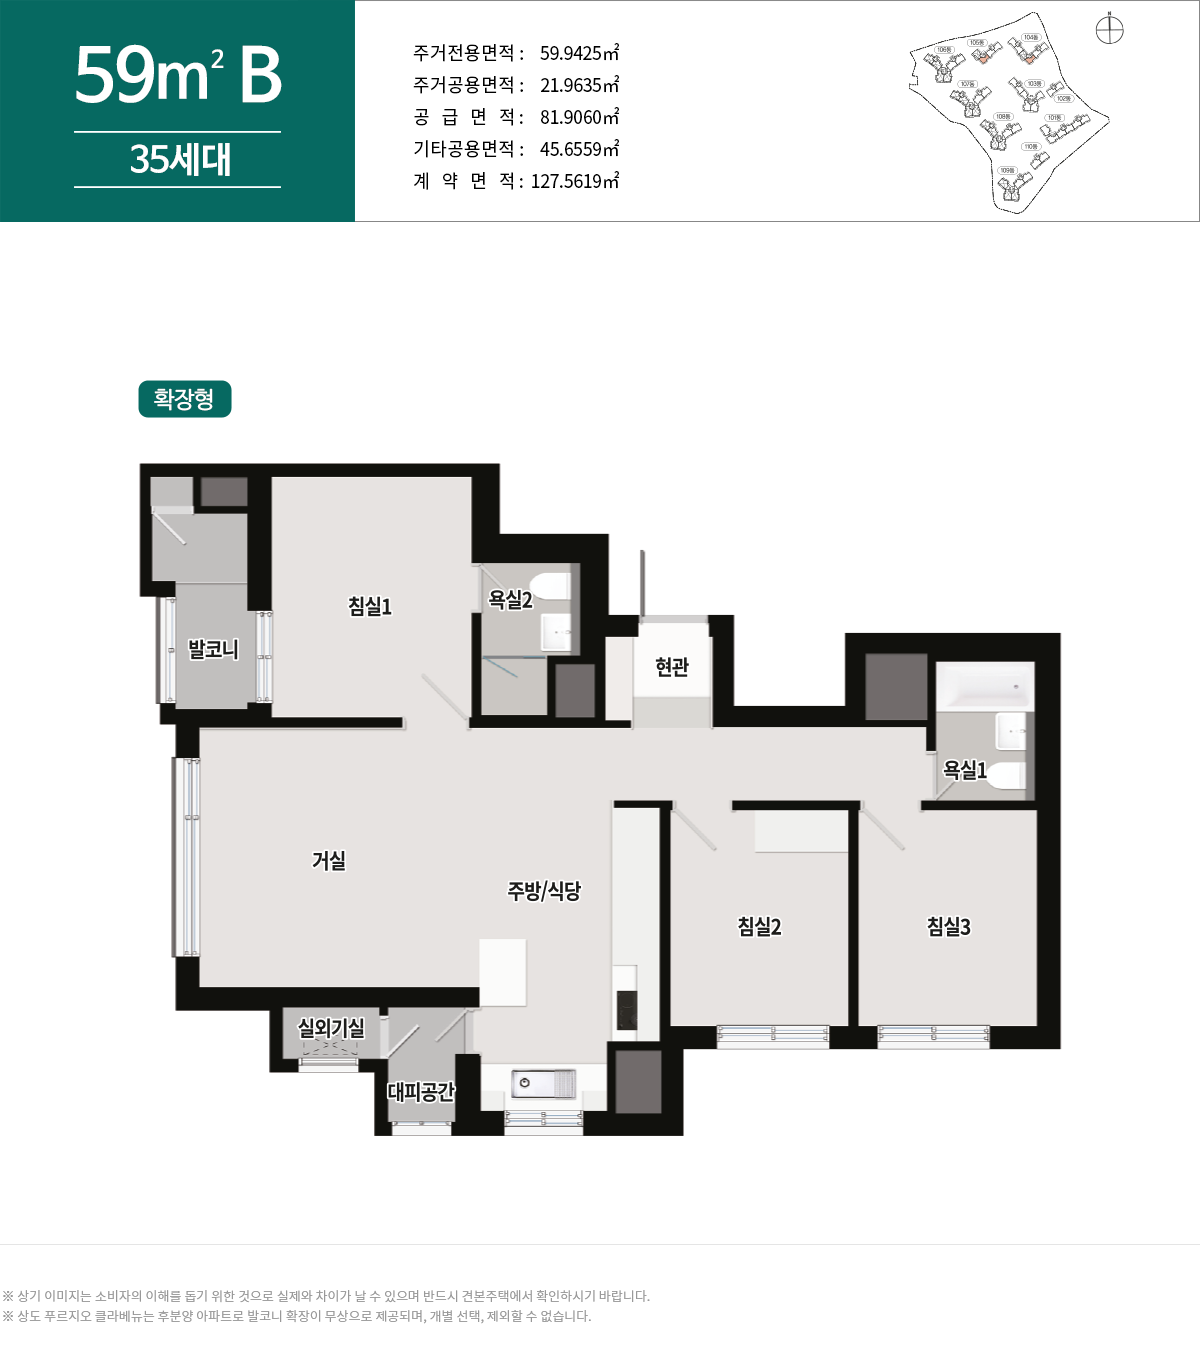 59m² B
35세대
주거전용면적 : 59.9425㎡
주거공용면적 : 21.9635㎡
공 급 면 적 : 81.9060㎡
기타공용면적 : 45.6559㎡
계 약 면 적 : 127.5619㎡
N
104동
105동
106동
103동
107동
102동
108동
101동
110동
109동
확장형
침실1
욕실2
발코니
현관
욕실1
거실
주방/식당
침실2
침실3
실외기실
대피공간
※ 상기 이미지는 소비자의 이해를 돕기 위한 것으로 실제와 차이가 날 수 있으며 반드시 견본주택에서 확인하시기 바랍니다.
※ 상도 푸르지오 클라베뉴는 후분양 아파트로 발코니 확장이 무상으로 제공되며, 개별 선택, 제외할 수 없습니다.